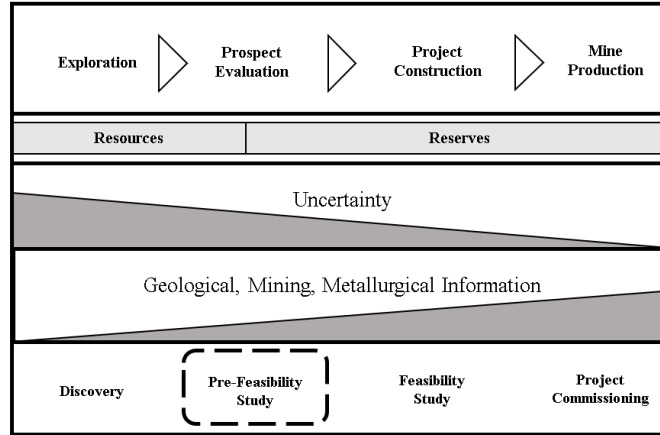 Exploration
Prospect
Evaluation
Project
Construction
Mine
Production
Resources
Reserves
Uncertainty
Geological, Mining, Metallurgical Information
Discovery
Pre-Feasibility
Study
Feasibility
Study
Project
Commissioning